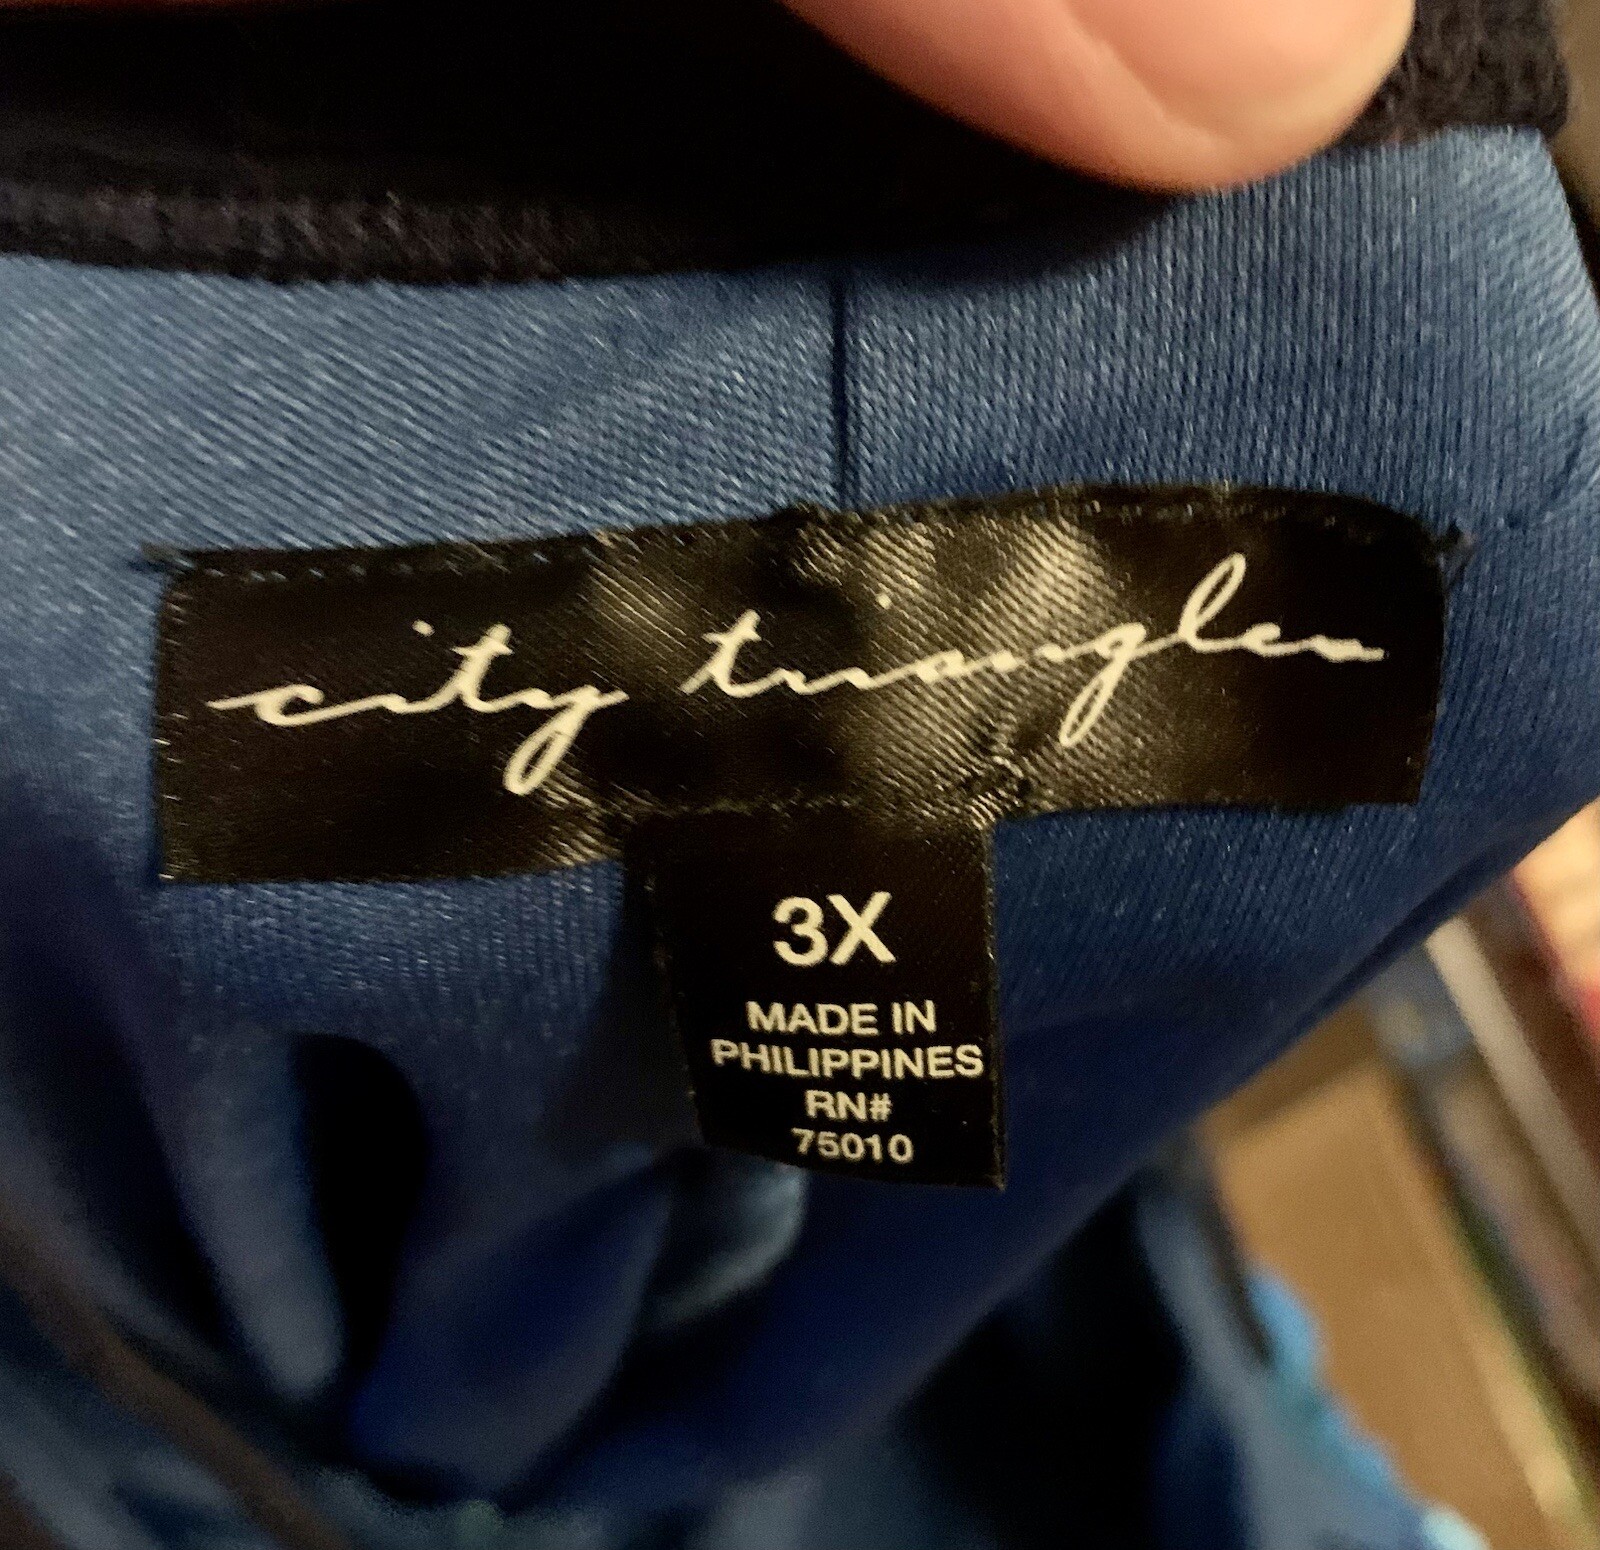 city triangles
3X
MADE IN
PHILIPPINES
RN#
75010